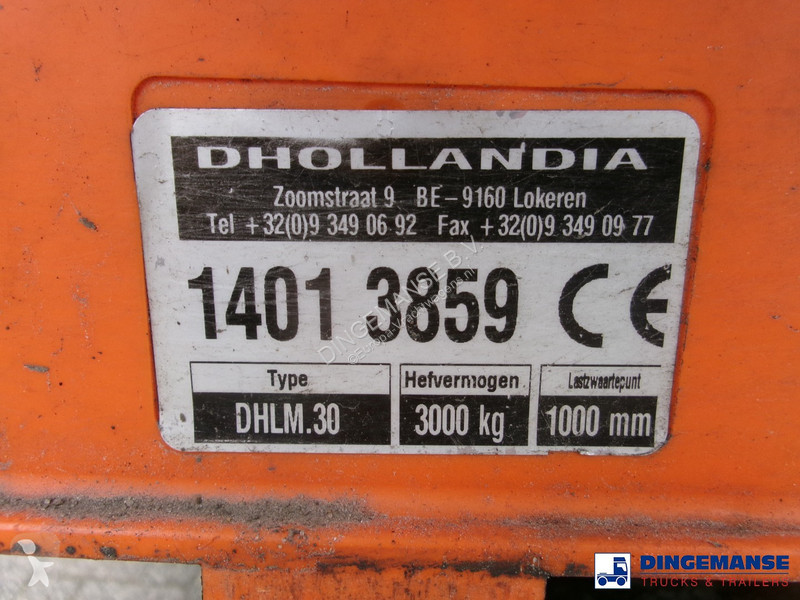 DHOLLANDIA
Zoomstraat 9 BE-9160 Lokeren
Tel +32(0)9 349 06 92 Fax +32(0)9 349 09 77
1401 3859 CE
Type Hefvermogen Lastzwaartepunt
DHLM.30 3000 kg 1000 mm
DINGEMANSE B.V.
DINGEMANSE
TRUCKS & TRAILERS